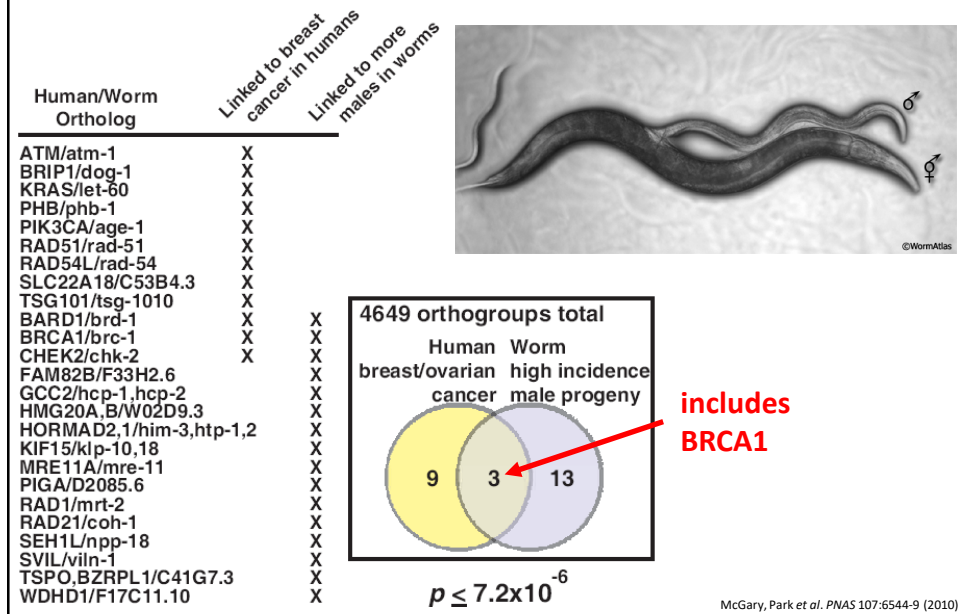 Human/Worm
Ortholog
Linked to breast
cancer in humans
Linked to more
males in worms
ATM/atm-1 X
BRIP1/dog-1 X
KRAS/let-60 X
PHB/phb-1 X
PIK3CA/age-1 X
RAD51/rad-51 X
RAD54L/rad-54 X
SLC22A18/C53B4.3 X
TSG101/tsg-1010 X
BARD1/brd-1 X X
BRCA1/brc-1 X X
CHEK2/chk-2 X X
FAM82B/F33H2.6 X
GCC2/hcp-1,hcp-2 X
HMG20A,B/W02D9.3 X
HORMAD2,1/him-3,htp-1,2 X
KIF15/klp-10,18 X
MRE11A/mre-11 X
PIGA/D2085.6 X
RAD1/mrt-2 X
RAD21/coh-1 X
SEH1L/npp-18 X
SVIL/viln-1 X
TSPO,BZRPL1/C41G7.3 X
WDHD1/F17C11.10 X
♂
⚥
©WormAtlas
4649 orthogroups total
Human
breast/ovarian
cancer
Worm
high incidence
male progeny
9 3 13
includes
BRCA1
p ≤ 7.2x10⁻⁶
McGary, Park et al. PNAS 107:6544-9 (2010)